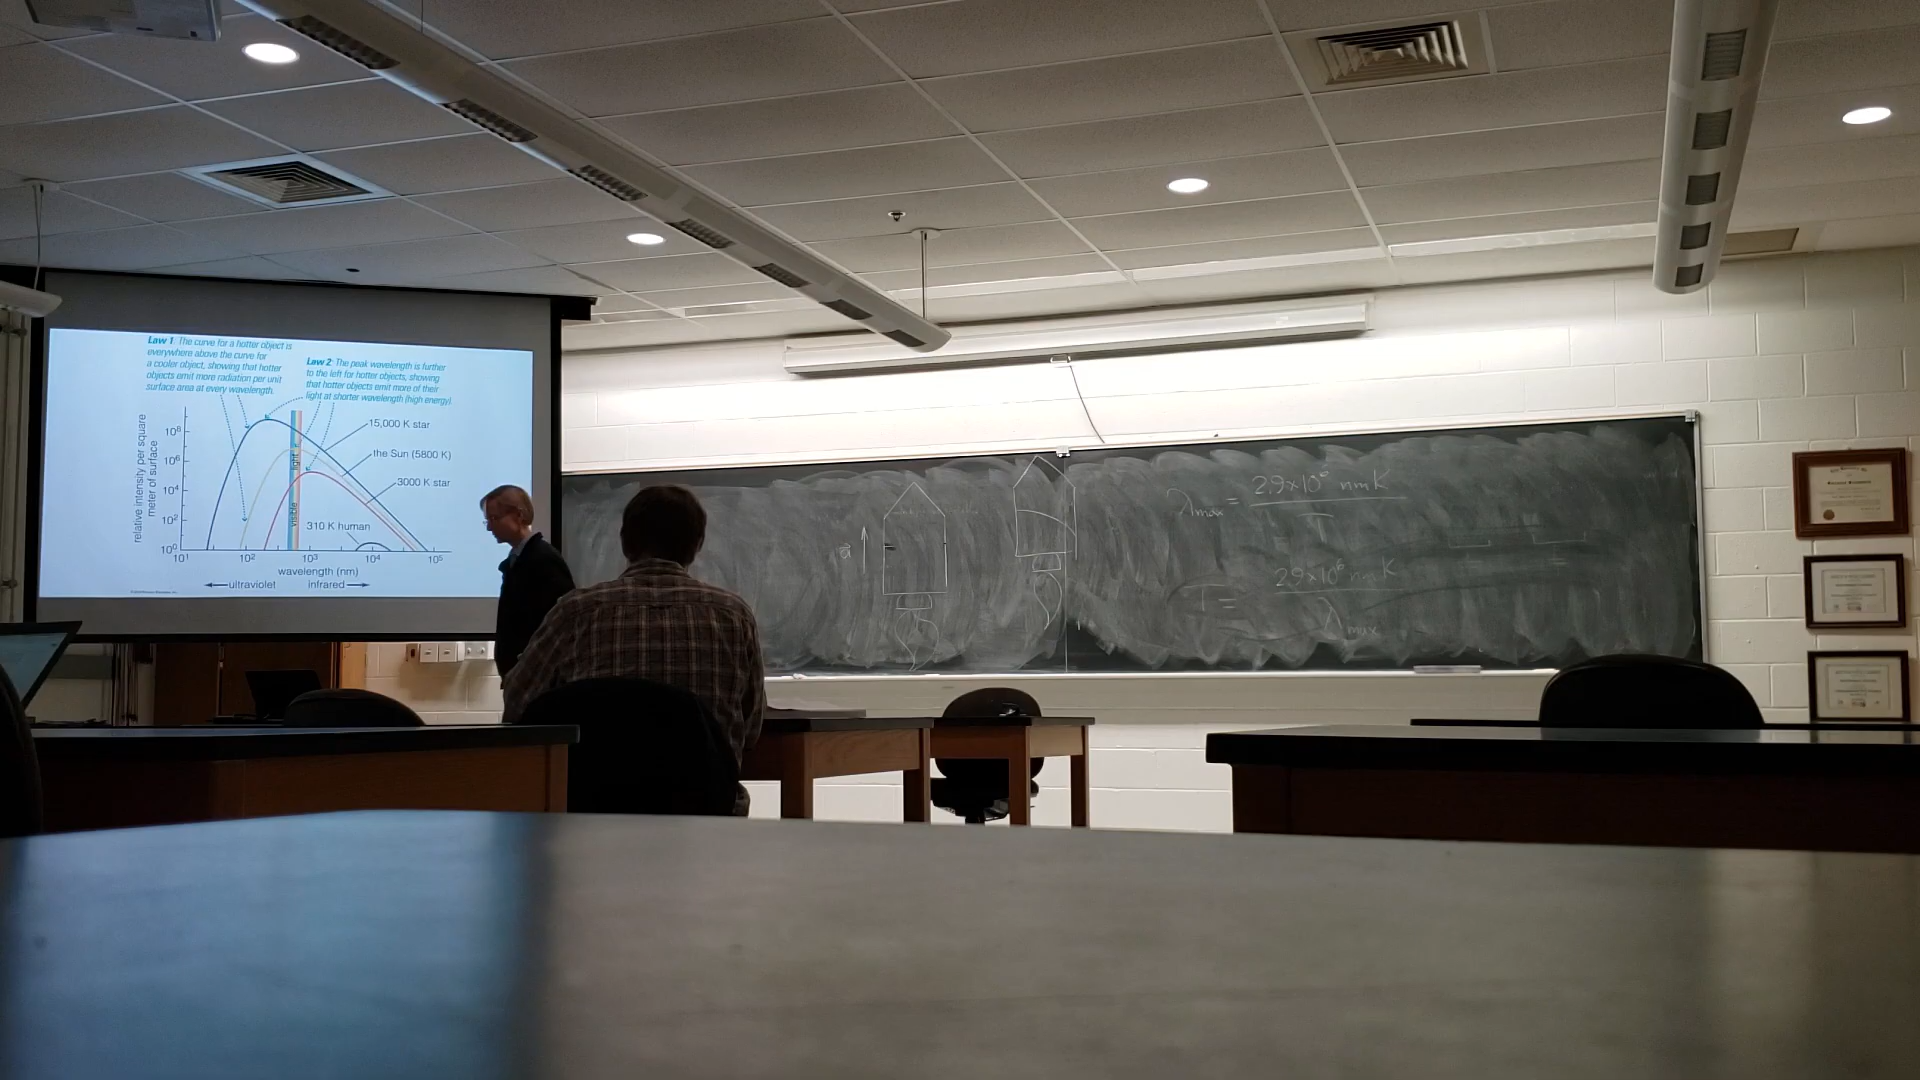 Law 1 The curve for a hotter object is
everywhere above the curve for
a cooler object, showing that hotter
objects emit more radiation per unit
surface area at every wavelength.
Law 2: The peak wavelength is further
to the left for hotter objects, showing
that hotter objects emit more of their
light at shorter wavelength (high energy).
relative intensity per square
meter of surface
10⁸
10⁶
10⁴
10²
10⁰
15,000 K star
the Sun (5800 K)
3000 K star
310 K human
visible light
10¹ 10² 10³ 10⁴ 10⁵
wavelength (nm)
ultraviolet infrared
a
λmax = 2.9×10⁶ nm K
T
T = 2.9×10⁶ nm K
λmax